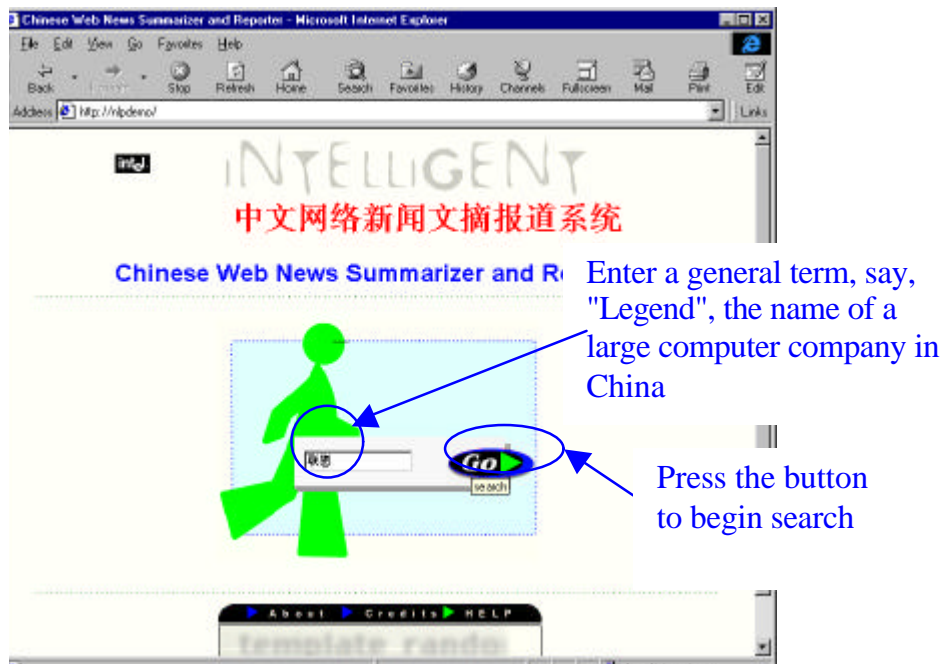 Chinese Web News Summarizer and Reporter - Microsoft Internet Explorer
File Edit View Go Favorites Help
Back Forward Stop Refresh Home Search Favorites History Channels Fullscreen Mail Print Edit
Address http://nlpdemo/ Links
intel.
iNTELLiGENT
中文网络新闻文摘报道系统
Chinese Web News Summarizer and R
Enter a general term, say,
"Legend", the name of a
large computer company in
China
联想
Go
search
Press the button
to begin search
About Credits HELP
template rando